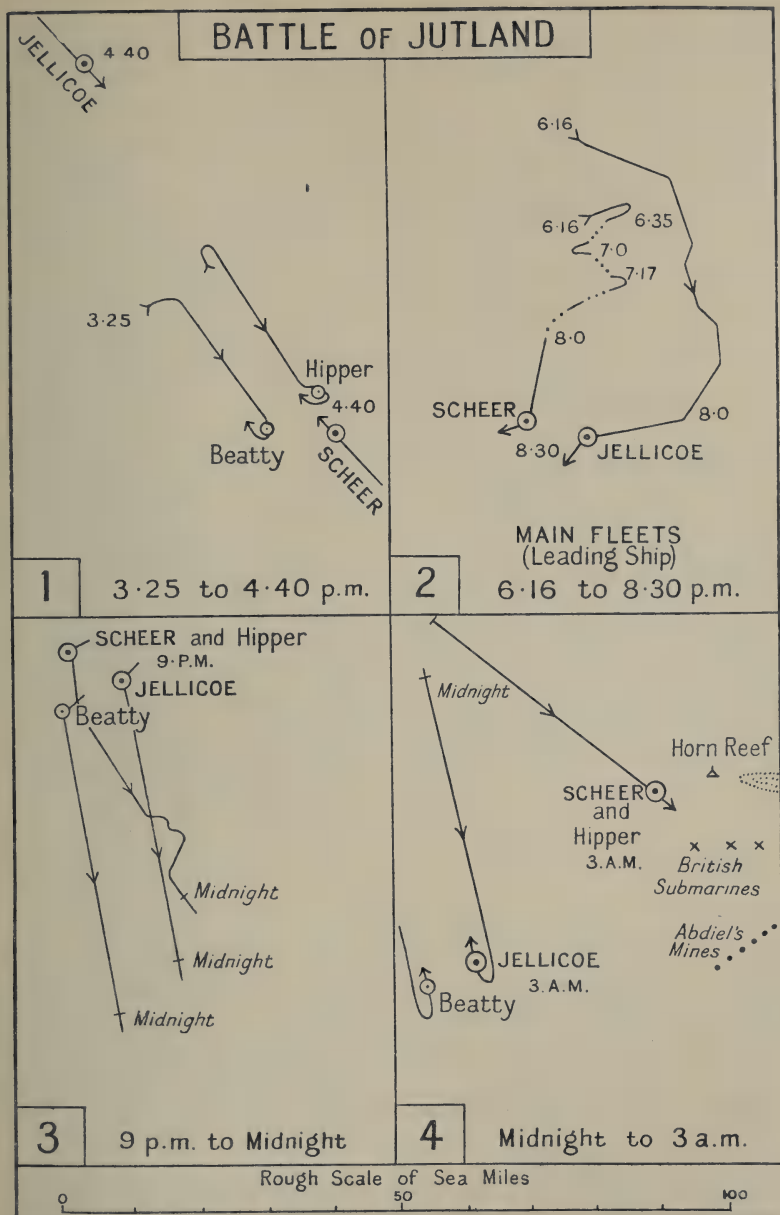 BATTLE OF JUTLAND
JELLICOE
4·40
3·25
Hipper
4·40
Beatty
SCHEER
1
3·25 to 4·40 p.m.
6·16
6·16
6·35
7·0
7·17
8·0
8·0
SCHEER
8·30
JELLICOE
MAIN FLEETS
(Leading Ship)
2
6·16 to 8·30 p.m.
SCHEER and Hipper
9·P.M.
JELLICOE
Beatty
Midnight
Midnight
Midnight
3
9 p.m. to Midnight
Midnight
Horn Reef
SCHEER
and
Hipper
3.A.M.
British
Submarines
Abdiel's
Mines
JELLICOE
3.A.M.
Beatty
4
Midnight to 3 a.m.
Rough Scale of Sea Miles
0 50 100